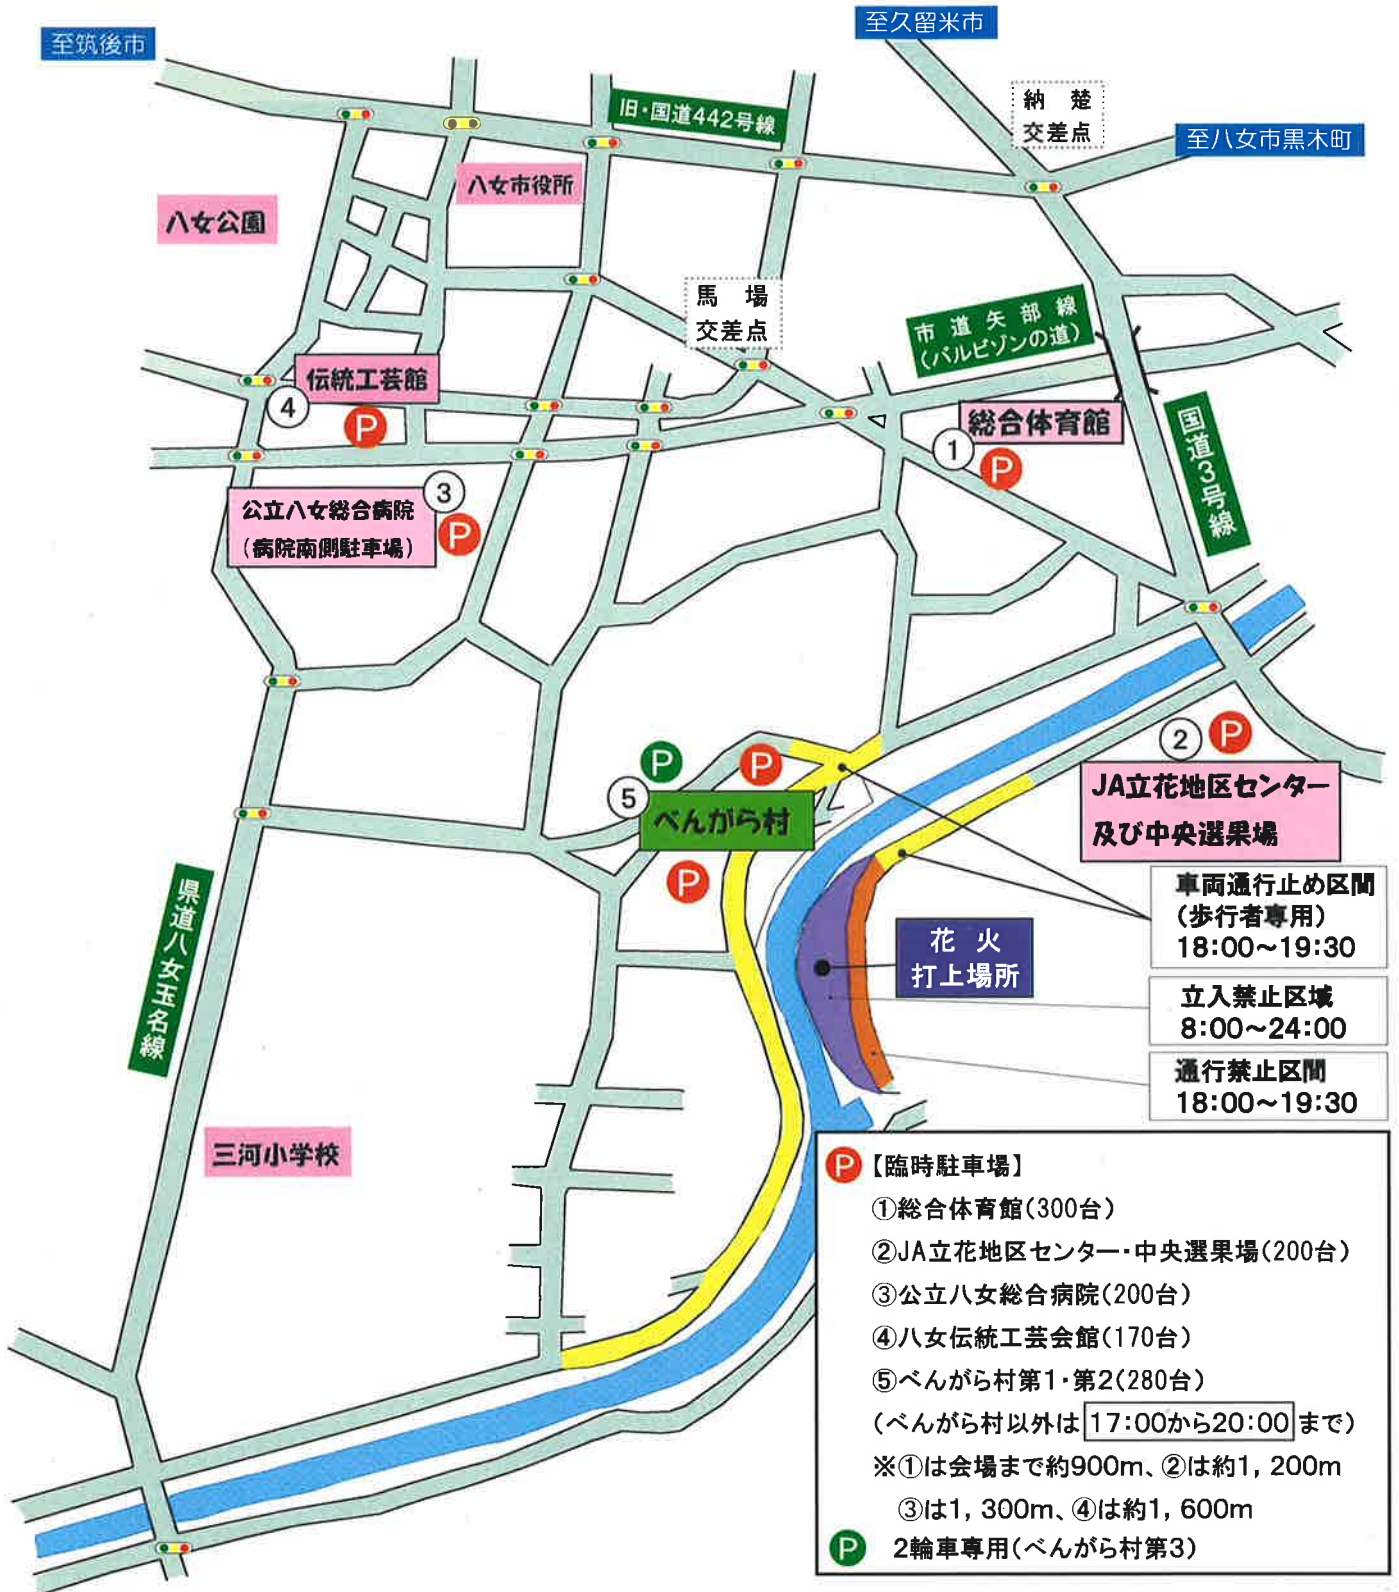 至久留米市
至筑後市
納楚
交差点
旧・国道442号線
至八女市黒木町
八女市役所
八女公園
馬場
交差点
市道矢部線
(バルビゾンの道)
伝統工芸館
④
P
総合体育館
①
P
国道3号線
公立八女総合病院
(病院南側駐車場)
③
P
②
P
JA立花地区センター
及び中央選果場
P
P
⑤
べんがら村
P
車両通行止め区間
(歩行者専用)
18:00~19:30
県道八女玉名線
花火
打上場所
立入禁止区域
8:00~24:00
通行禁止区間
18:00~19:30
三河小学校
P【臨時駐車場】
①総合体育館(300台)
②JA立花地区センター・中央選果場(200台)
③公立八女総合病院(200台)
④八女伝統工芸会館(170台)
⑤べんがら村第1・第2(280台)
(べんがら村以外は17:00から20:00まで)
※①は会場まで約900m、②は約1,200m
③は1,300m、④は約1,600m
P 2輪車専用(べんがら村第3)